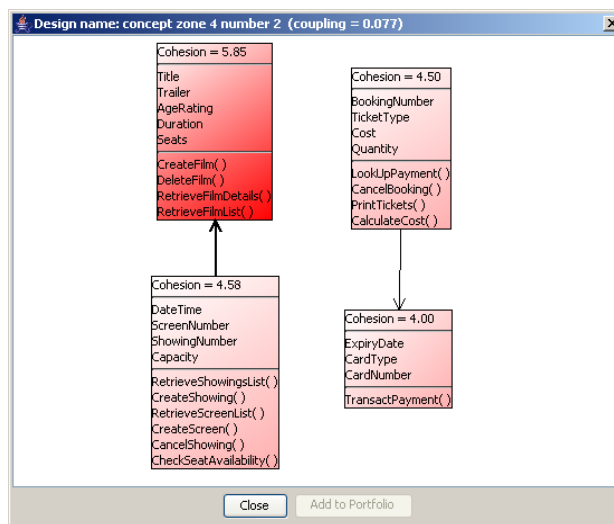 Design name: concept zone 4 number 2 (coupling = 0.077)
Cohesion = 5.85
Title
Trailer
AgeRating
Duration
Seats
CreateFilm( )
DeleteFilm( )
RetrieveFilmDetails( )
RetrieveFilmList( )
Cohesion = 4.50
BookingNumber
TicketType
Cost
Quantity
LookUpPayment( )
CancelBooking( )
PrintTickets( )
CalculateCost( )
Cohesion = 4.58
DateTime
ScreenNumber
ShowingNumber
Capacity
RetrieveShowingsList( )
CreateShowing( )
RetrieveScreenList( )
CreateScreen( )
CancelShowing( )
CheckSeatAvailability( )
Cohesion = 4.00
ExpiryDate
CardType
CardNumber
TransactPayment( )
Close
Add to Portfolio